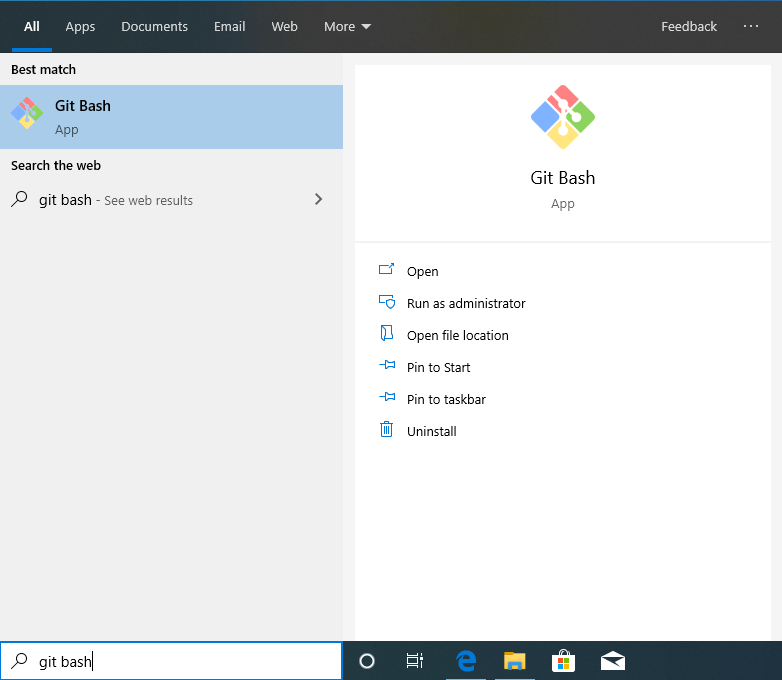 All Apps Documents Email Web More Feedback ...
Best match
Git Bash
App
Search the web
git bash - See web results
Git Bash
App
Open
Run as administrator
Open file location
Pin to Start
Pin to taskbar
Uninstall
git bash